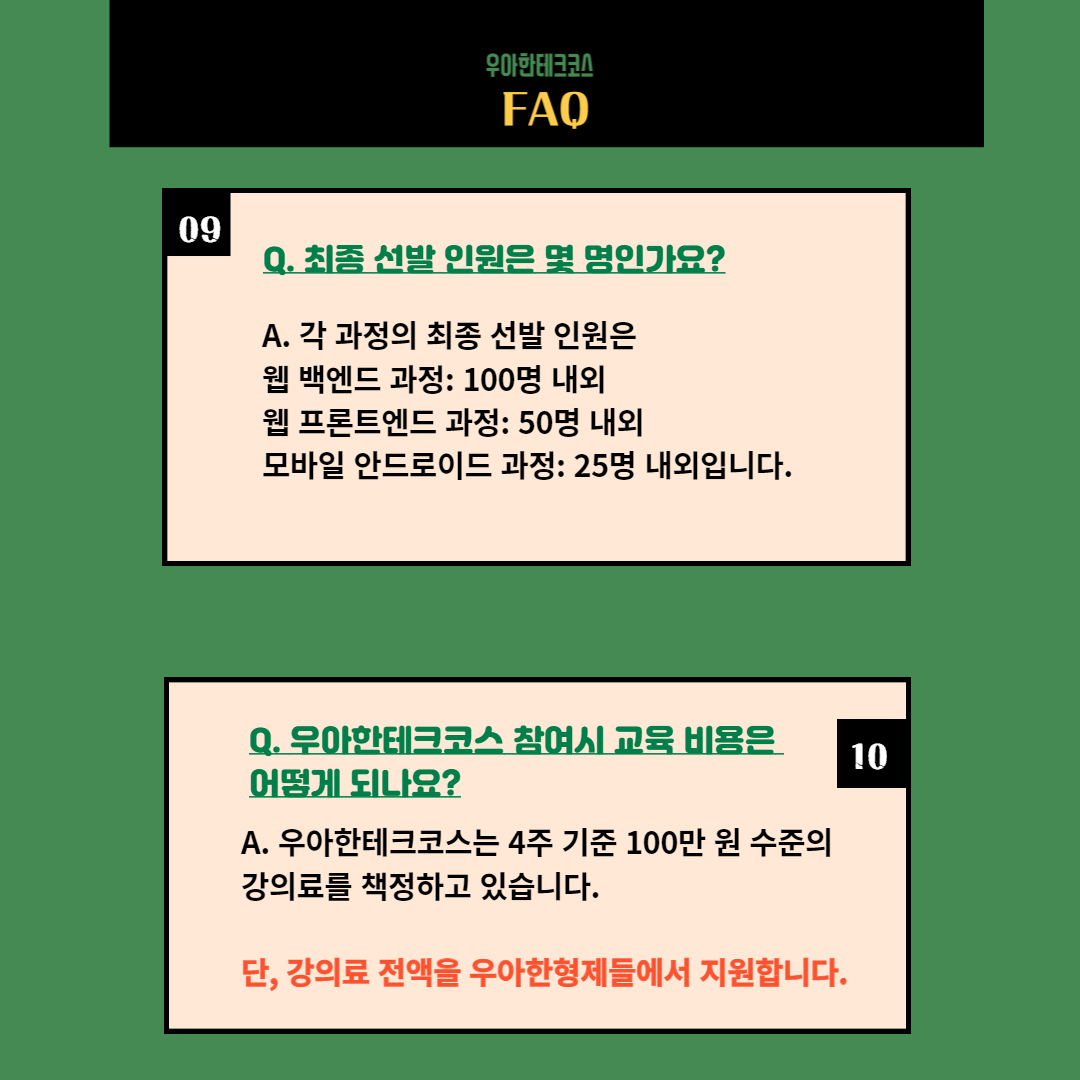 우아한테크코스
FAQ
09
Q. 최종 선발 인원은 몇 명인가요?
A. 각 과정의 최종 선발 인원은
웹 백엔드 과정: 100명 내외
웹 프론트엔드 과정: 50명 내외
모바일 안드로이드 과정: 25명 내외입니다.
10
Q. 우아한테크코스 참여시 교육 비용은
어떻게 되나요?
A. 우아한테크코스는 4주 기준 100만 원 수준의
강의료를 책정하고 있습니다.
단, 강의료 전액을 우아한형제들에서 지원합니다.